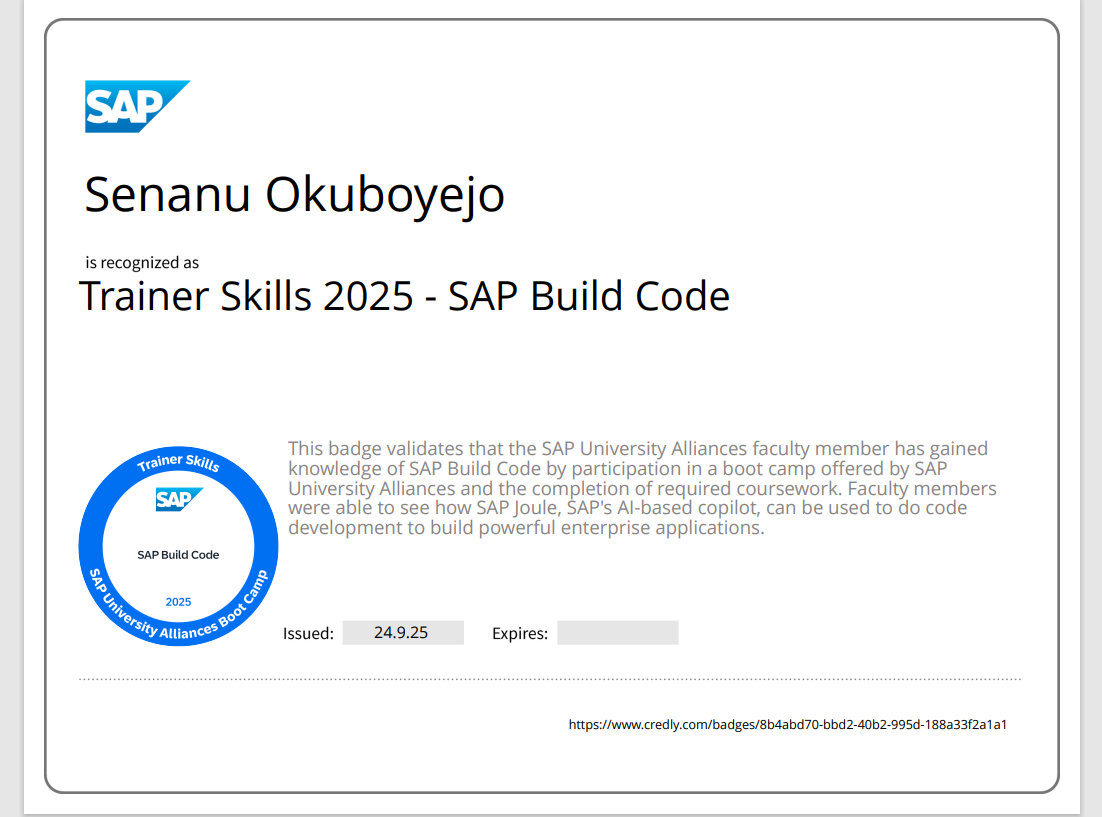 SAP
Senanu Okuboyejo
is recognized as
Trainer Skills 2025 - SAP Build Code
This badge validates that the SAP University Alliances faculty member has gained
knowledge of SAP Build Code by participation in a boot camp offered by SAP
University Alliances and the completion of required coursework. Faculty members
were able to see how SAP Joule, SAP's AI-based copilot, can be used to do code
development to build powerful enterprise applications.
Trainer Skills
SAP
SAP Build Code
2025
SAP University Alliances Boot Camp
Issued: 24.9.25 Expires:
https://www.credly.com/badges/8b4abd70-bbd2-40b2-995d-188a33f2a1a1